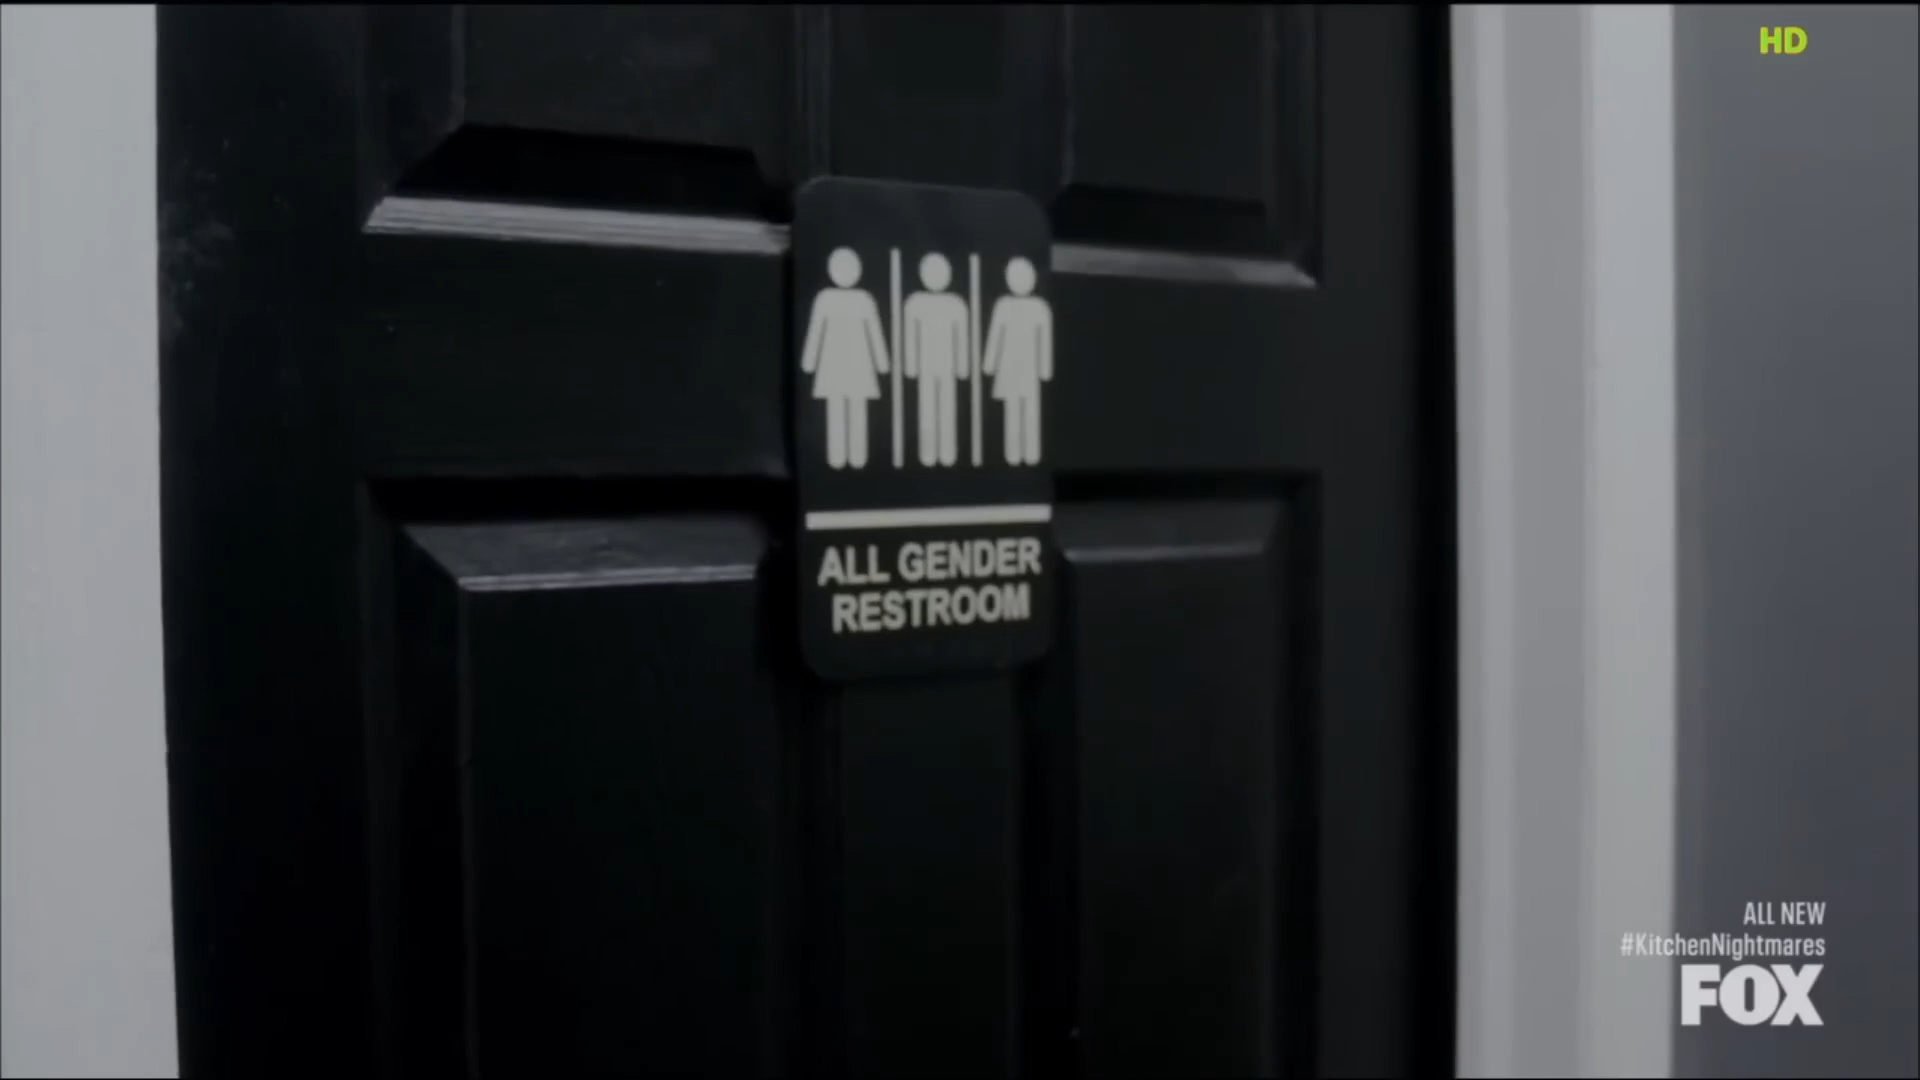 HD
ALL GENDER
RESTROOM
ALL NEW
#KitchenNightmares
FOX